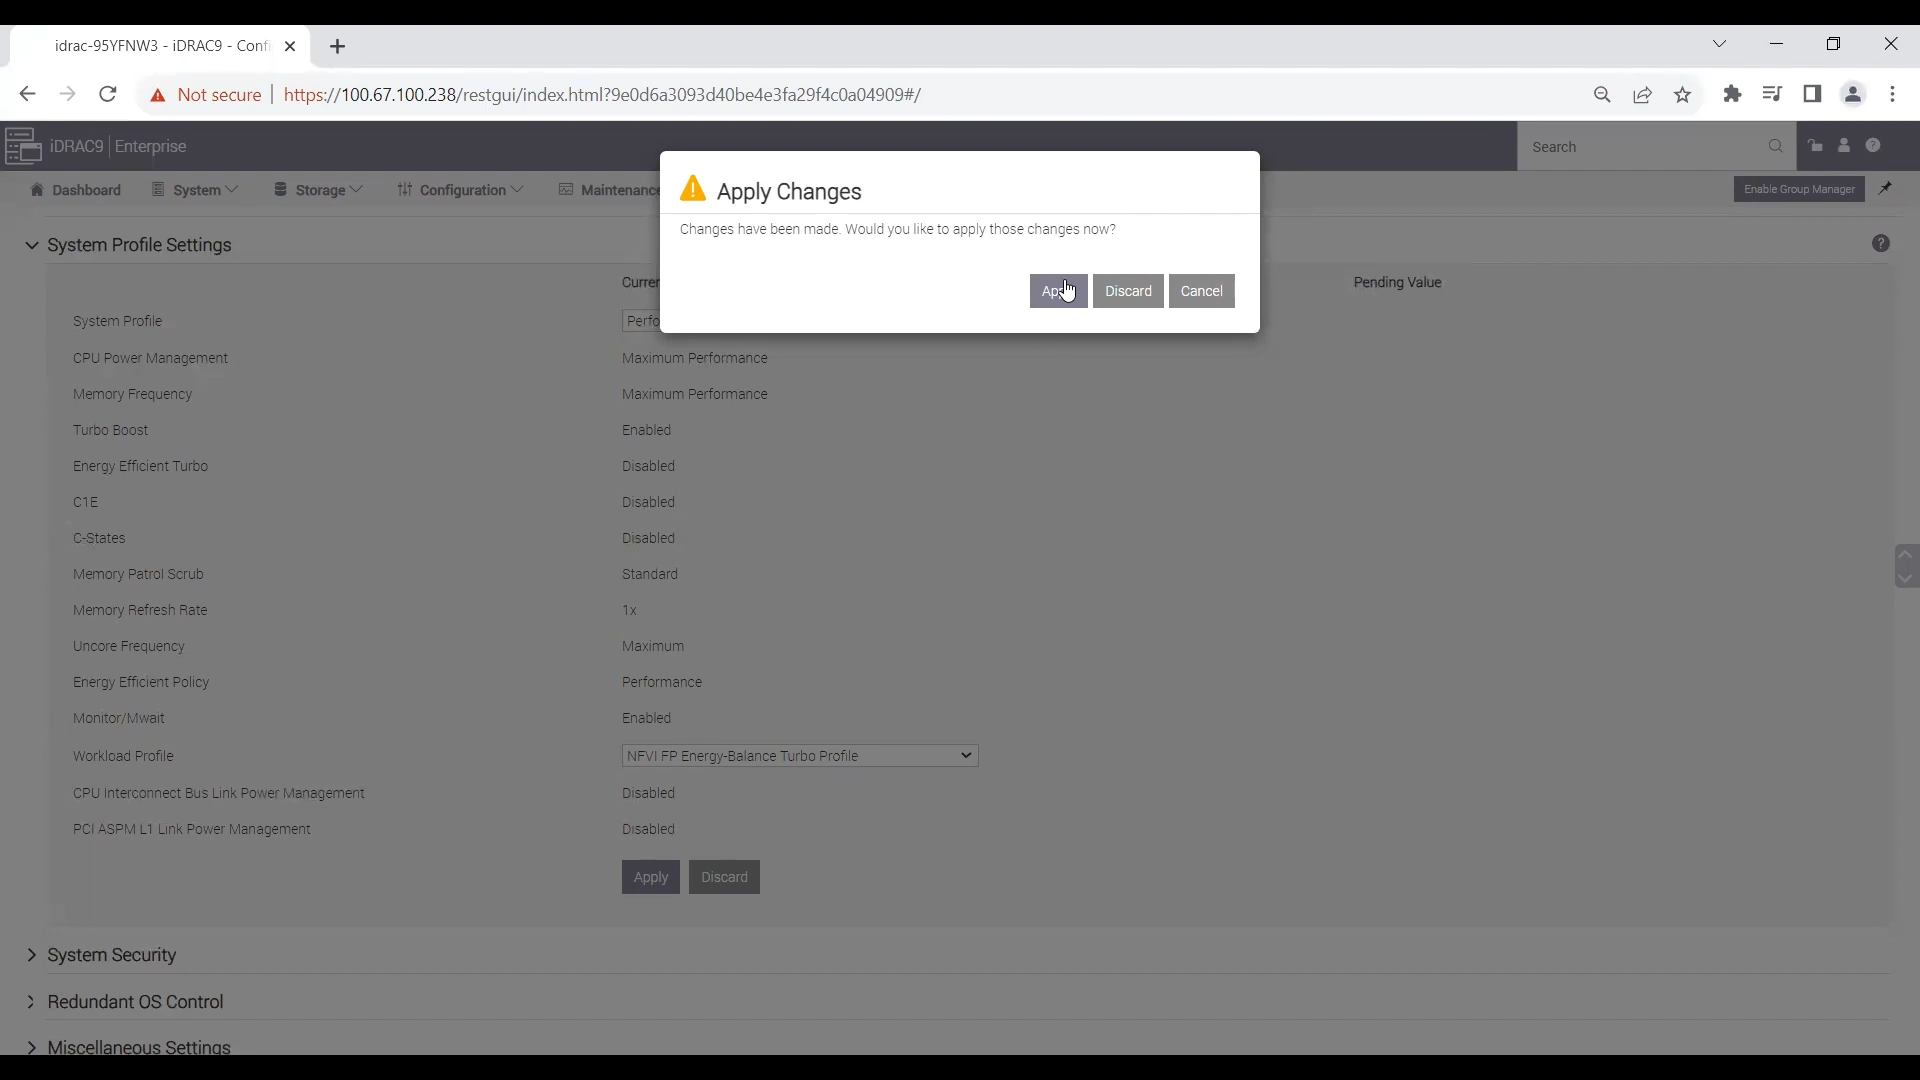 idrac-95YFNW3 - iDRAC9 - Confi
Not secure
https://100.67.100.238/restgui/index.html?9e0d6a3093d40be4e3fa29f4c0a04909#/
iDRAC9 Enterprise
Search
Dashboard
System
Storage
Configuration
Maintenance
Enable Group Manager
Apply Changes
Changes have been made. Would you like to apply those changes now?
Discard
Cancel
System Profile Settings
Pending Value
System Profile
CPU Power Management Maximum Performance
Memory Frequency Maximum Performance
Turbo Boost Enabled
Energy Efficient Turbo Disabled
C1E Disabled
C-States Disabled
Memory Patrol Scrub Standard
Memory Refresh Rate 1x
Uncore Frequency Maximum
Energy Efficient Policy Performance
Monitor/Mwait Enabled
Workload Profile NFVI FP Energy-Balance Turbo Profile
CPU Interconnect Bus Link Power Management Disabled
PCI ASPM L1 Link Power Management Disabled
Apply Discard
System Security
Redundant OS Control
Miscellaneous Settings